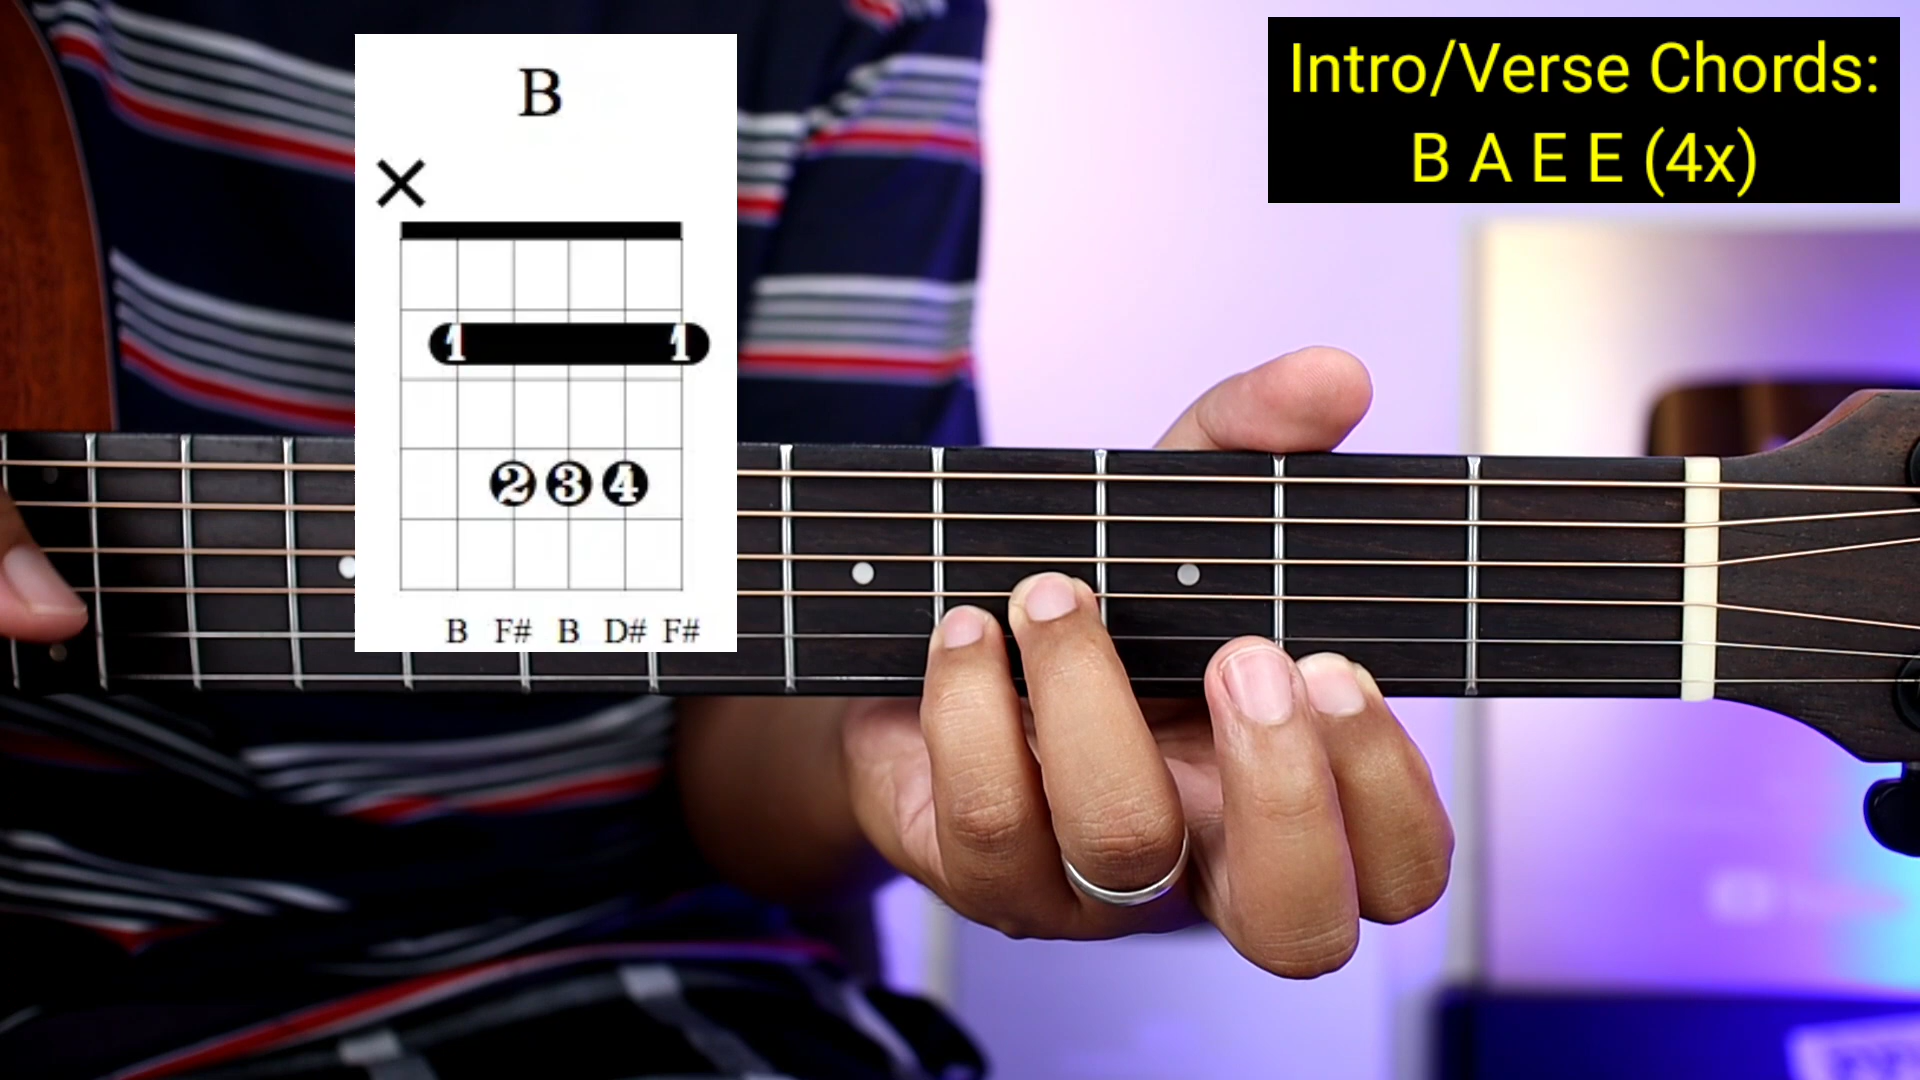 B
X
1 1
2 3 4
B F# B D# F#
Intro/Verse Chords:
B A E E (4x)